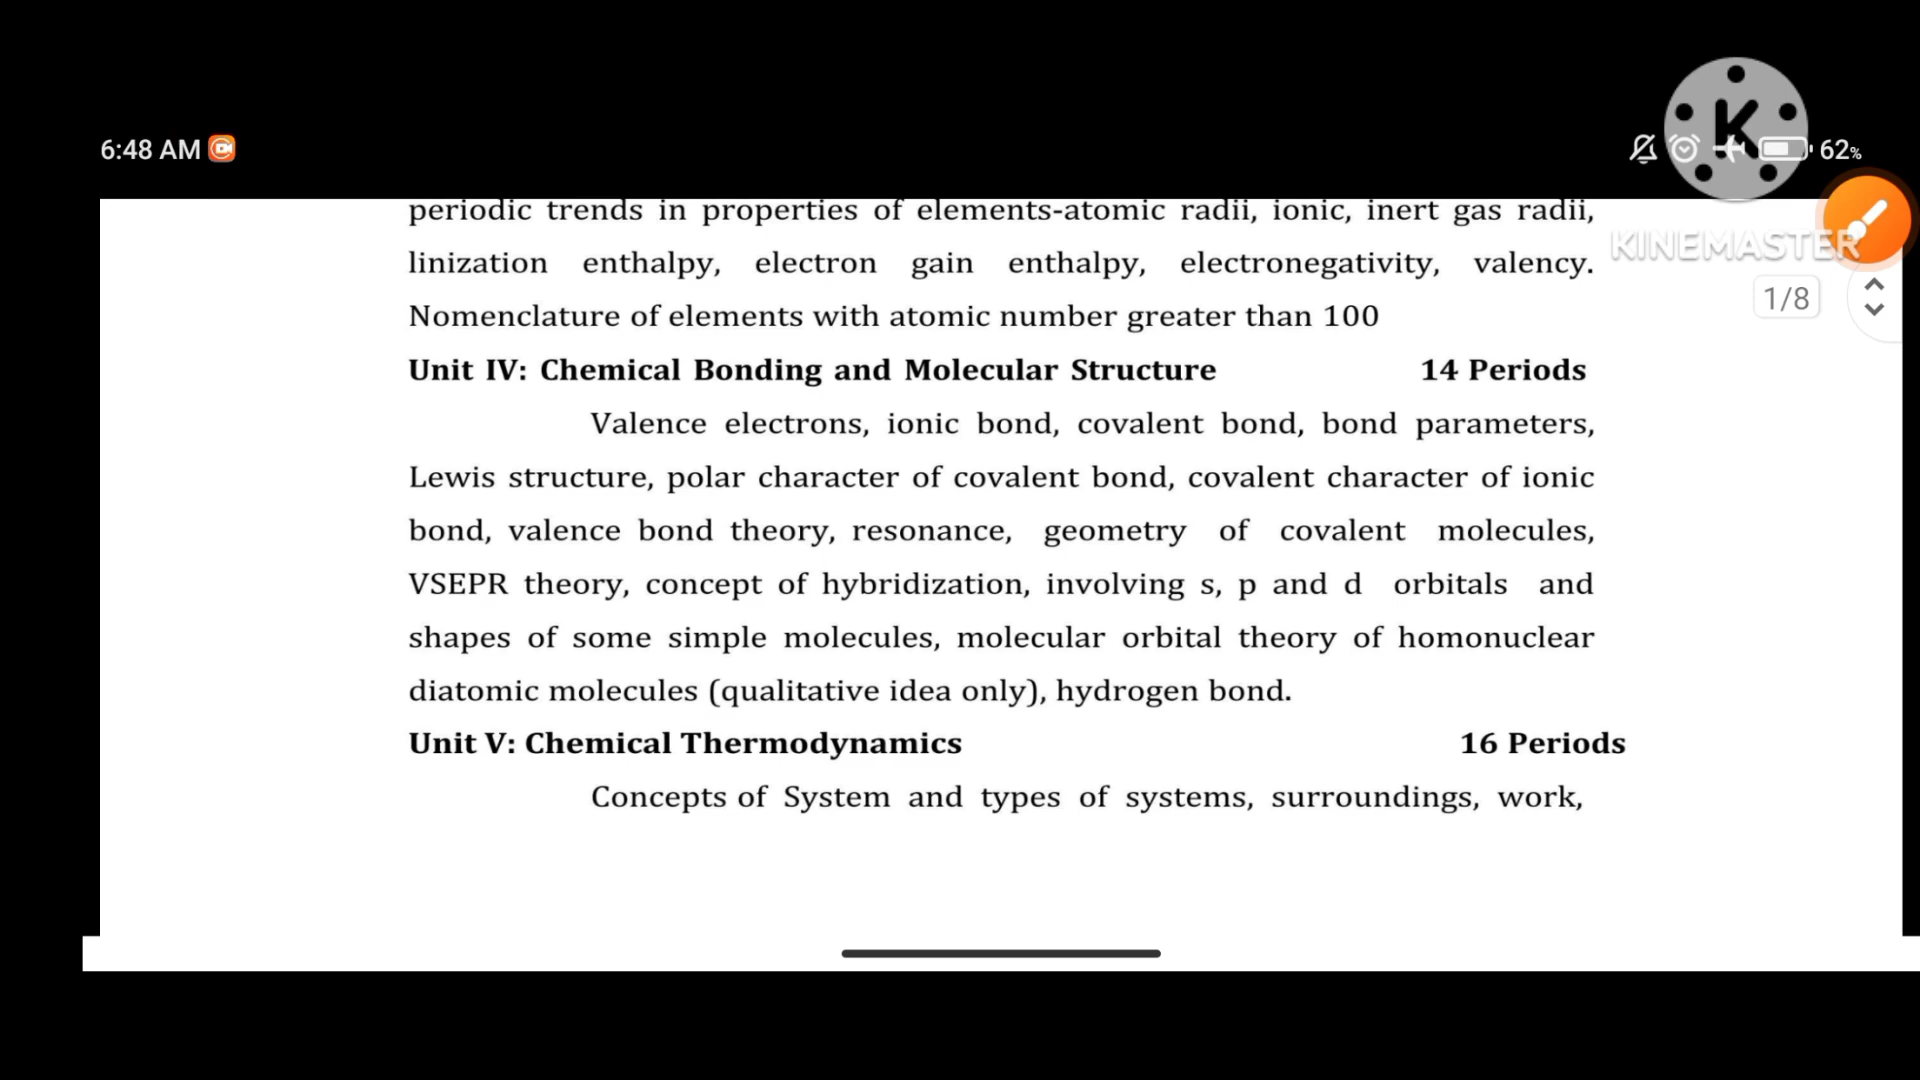 6:48 AM
62%
K
KINEMASTER
1/8
periodic trends in properties of elements-atomic radii, ionic, inert gas radii,
linization enthalpy, electron gain enthalpy, electronegativity, valency.
Nomenclature of elements with atomic number greater than 100
Unit IV: Chemical Bonding and Molecular Structure 14 Periods
Valence electrons, ionic bond, covalent bond, bond parameters,
Lewis structure, polar character of covalent bond, covalent character of ionic
bond, valence bond theory, resonance, geometry of covalent molecules,
VSEPR theory, concept of hybridization, involving s, p and d orbitals and
shapes of some simple molecules, molecular orbital theory of homonuclear
diatomic molecules (qualitative idea only), hydrogen bond.
Unit V: Chemical Thermodynamics 16 Periods
Concepts of System and types of systems, surroundings, work,